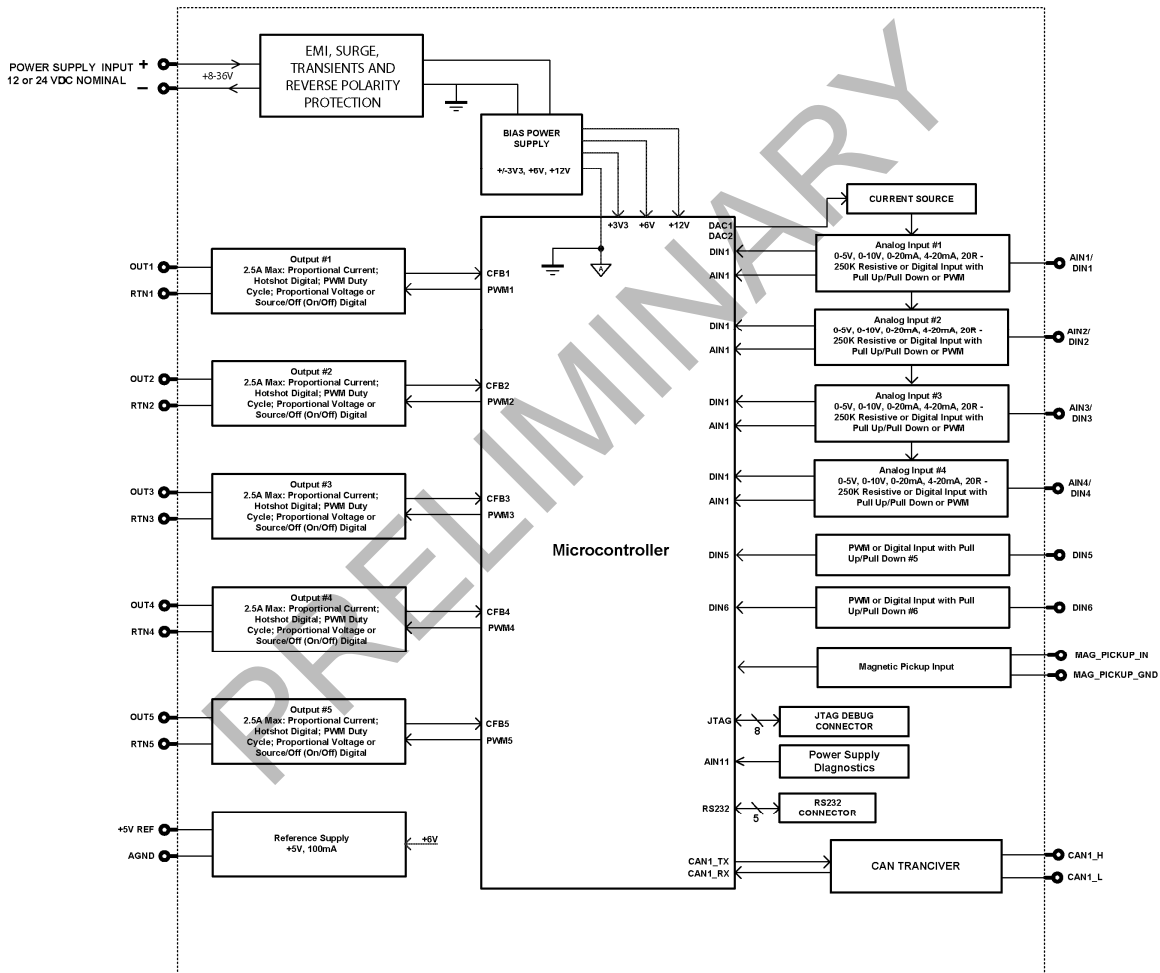 POWER SUPPLY INPUT
12 or 24 VDC NOMINAL
+
-
+8-36V
EMI, SURGE,
TRANSIENTS AND
REVERSE POLARITY
PROTECTION
BIAS POWER
SUPPLY
+/-3V3, +6V, +12V
+3V3
+6V
+12V
A
DAC1
DAC2
CURRENT SOURCE
OUT1
RTN1
Output #1
2.5A Max: Proportional Current;
Hotshot Digital; PWM Duty
Cycle; Proportional Voltage or
Source/Off (On/Off) Digital
CFB1
PWM1
OUT2
RTN2
Output #2
2.5A Max: Proportional Current;
Hotshot Digital; PWM Duty
Cycle; Proportional Voltage or
Source/Off (On/Off) Digital
CFB2
PWM2
OUT3
RTN3
Output #3
2.5A Max: Proportional Current;
Hotshot Digital; PWM Duty
Cycle; Proportional Voltage or
Source/Off (On/Off) Digital
CFB3
PWM3
OUT4
RTN4
Output #4
2.5A Max: Proportional Current;
Hotshot Digital; PWM Duty
Cycle; Proportional Voltage or
Source/Off (On/Off) Digital
CFB4
PWM4
OUT5
RTN5
Output #5
2.5A Max: Proportional Current;
Hotshot Digital; PWM Duty
Cycle; Proportional Voltage or
Source/Off (On/Off) Digital
CFB5
PWM5
+5V REF
AGND
Reference Supply
+5V, 100mA
+6V
Microcontroller
DIN1
AIN1
Analog Input #1
0-5V, 0-10V, 0-20mA, 4-20mA, 20R -
250K Resistive or Digital Input with
Pull Up/Pull Down or PWM
AIN1/
DIN1
DIN1
AIN1
Analog Input #2
0-5V, 0-10V, 0-20mA, 4-20mA, 20R -
250K Resistive or Digital Input with
Pull Up/Pull Down or PWM
AIN2/
DIN2
DIN1
AIN1
Analog Input #3
0-5V, 0-10V, 0-20mA, 4-20mA, 20R -
250K Resistive or Digital Input with
Pull Up/Pull Down or PWM
AIN3/
DIN3
DIN1
AIN1
Analog Input #4
0-5V, 0-10V, 0-20mA, 4-20mA, 20R -
250K Resistive or Digital Input with
Pull Up/Pull Down or PWM
AIN4/
DIN4
DIN5
PWM or Digital Input with Pull
Up/Pull Down #5
DIN5
DIN6
PWM or Digital Input with Pull
Up/Pull Down #6
DIN6
Magnetic Pickup Input
MAG_PICKUP_IN
MAG_PICKUP_GND
JTAG
8
JTAG DEBUG
CONNECTOR
AIN11
Power Supply
Diagnostics
RS232
5
RS232
CONNECTOR
CAN1_TX
CAN1_RX
CAN TRANCIVER
CAN1_H
CAN1_L
PRELIMINARY